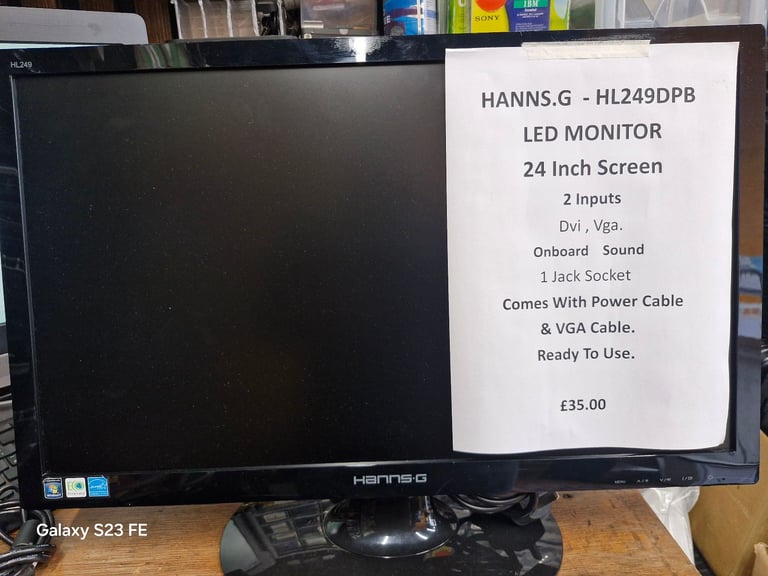 SONY
IBM
HL249
HANNS.G - HL249DPB
LED MONITOR
24 Inch Screen
2 Inputs
Dvi , Vga.
Onboard Sound
1 Jack Socket
Comes With Power Cable
& VGA Cable.
Ready To Use.
£35.00
HANNS·G
MENU
Galaxy S23 FE